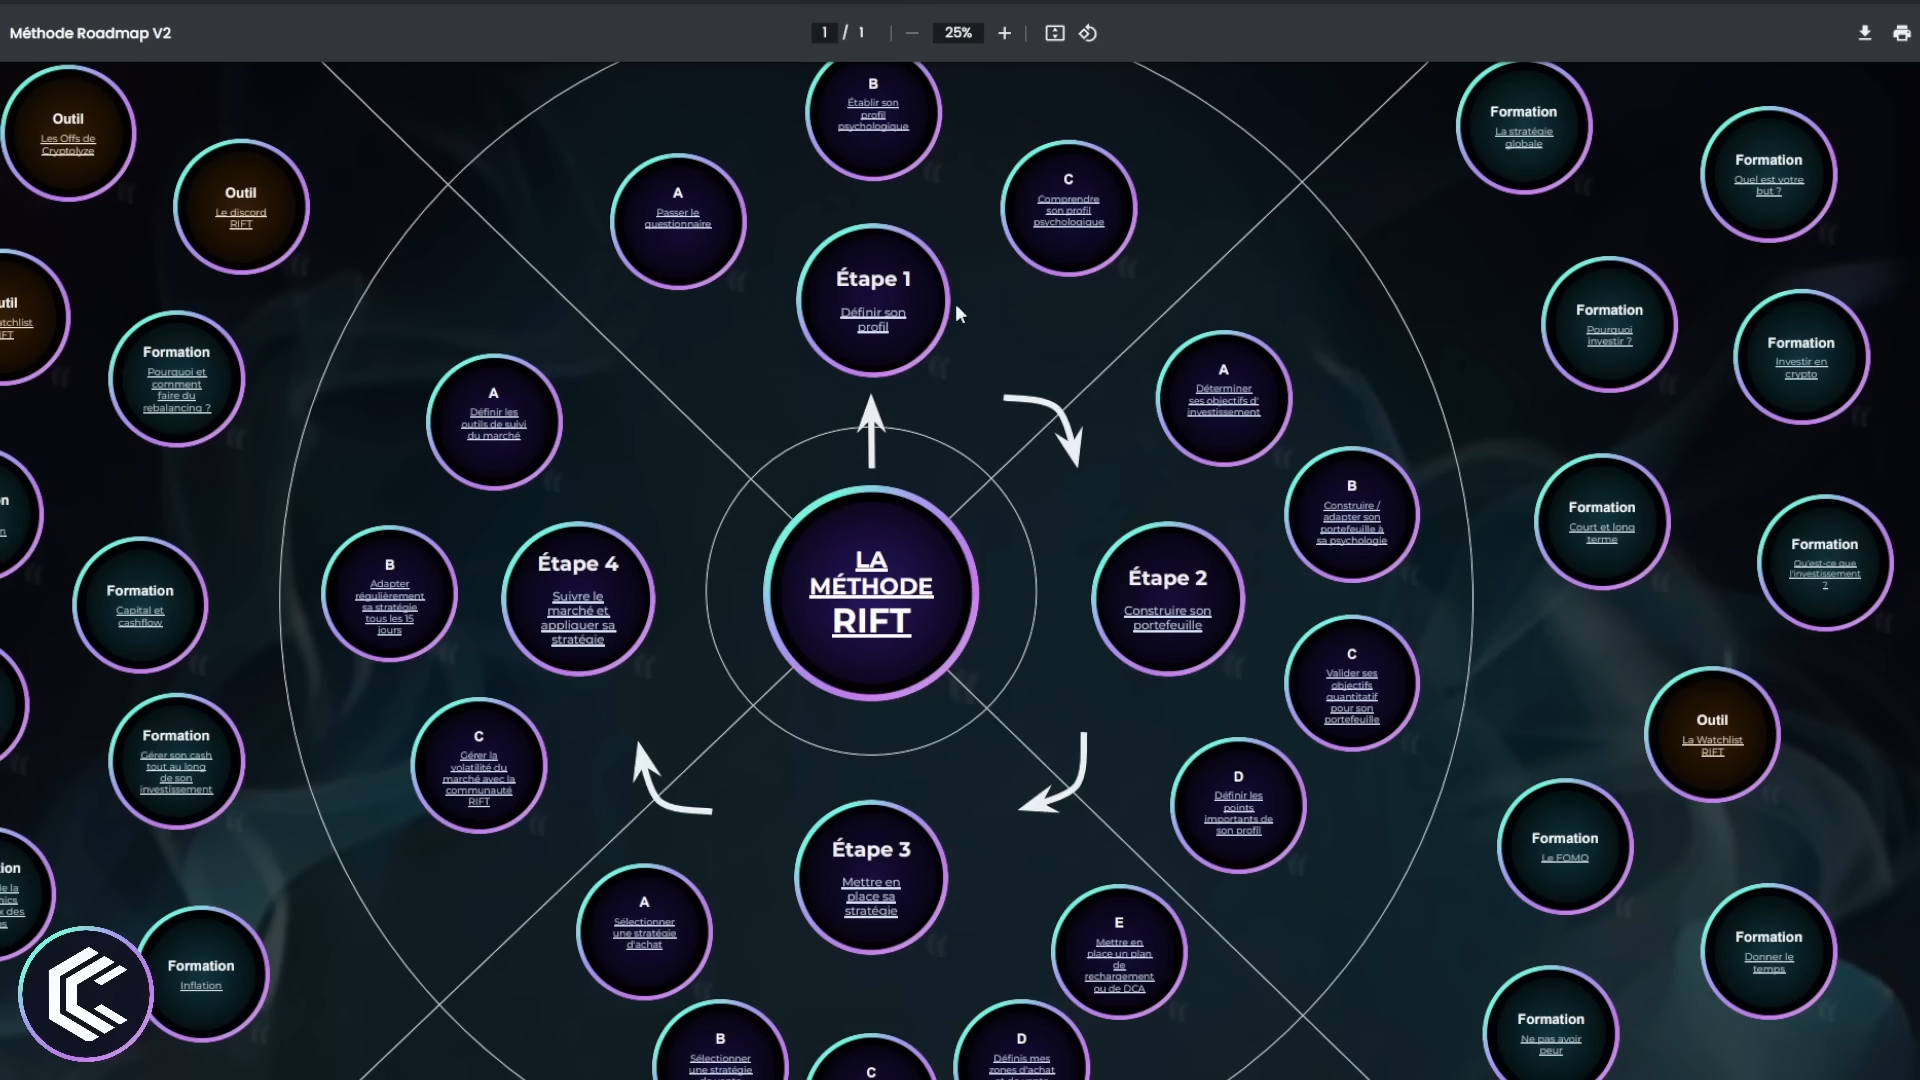 Méthode Roadmap V2
1 / 1
25%
Outil
Les Offs de
Cryptolyze
Outil
Le discord
RIFT
Formation
Pourquoi et
comment
faire du
rebalancing ?
Formation
Capital et
cashflow
Formation
Gérer son cash
tout au long
de son
investissement
Formation
Inflation
B
Établir son
profil
psychologique
A
Passer le
questionnaire
C
Comprendre
son profil
psychologique
Étape 1
Définir son
profil
A
Définir les
outils de suivi
du marché
B
Adapter
régulièrement
sa stratégie
tous les 15
jours
Étape 4
Suivre le
marché et
appliquer sa
stratégie
C
Gérer la
volatilité du
marché avec la
communauté
RIFT
LA
MÉTHODE
RIFT
A
Déterminer
ses objectifs d'
investissement
B
Construire /
adapter son
portefeuille à
sa psychologie
Étape 2
Construire son
portefeuille
C
Valider ses
objectifs
quantitatif
pour son
portefeuille
D
Définir les
points
importants de
son profil
Étape 3
Mettre en
place sa
stratégie
A
Sélectionner
une stratégie
d'achat
E
Mettre en
place un plan
de
rechargement
ou de DCA
B
Sélectionner
une stratégie
C
D
Définis mes
zones d'achat
Formation
La stratégie
globale
Formation
Quel est votre
but ?
Formation
Pourquoi
investir ?
Formation
Investir en
crypto
Formation
Court et long
terme
Formation
Qu'est-ce que
l'investissement
?
Outil
La Watchlist
RIFT
Formation
Le FOMO
Formation
Donner le
temps
Formation
Ne pas avoir
peur